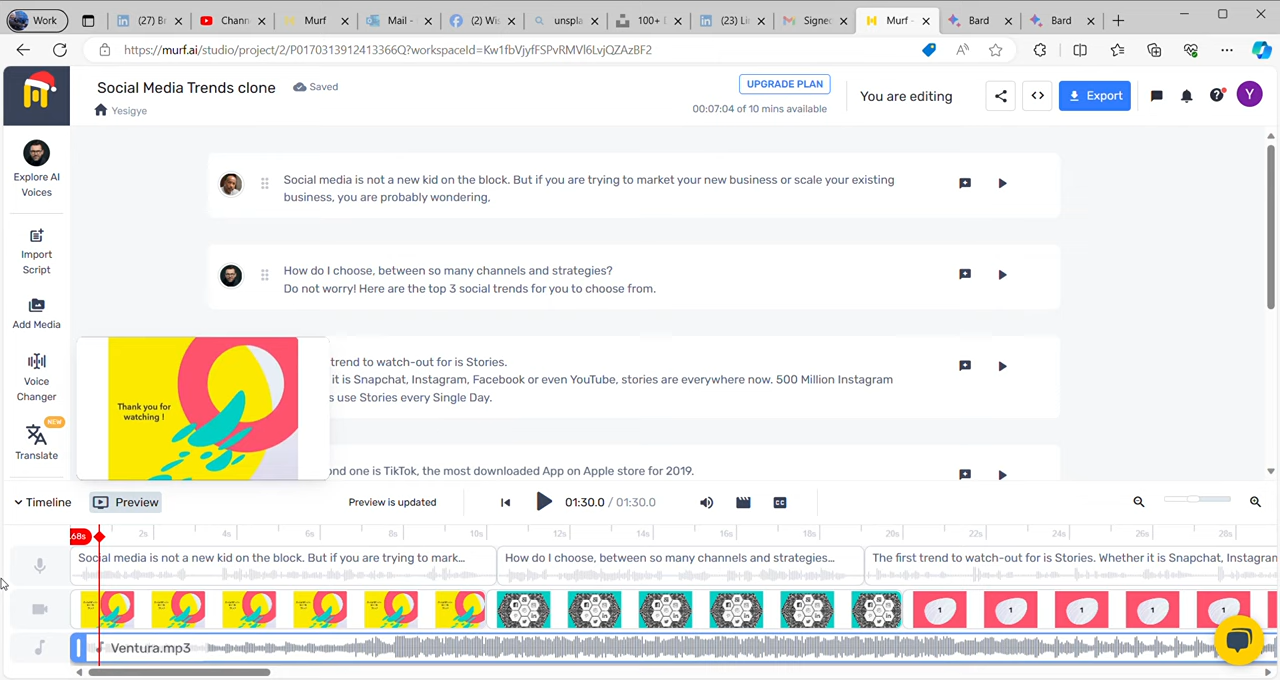 Work
(27) Br
Chann
Murf
Mail -
(2) Wis
unspla
100+ D
(23) Li
Signed
Murf -
Bard
Bard
https://murf.ai/studio/project/2/P0170313912413366Q?workspaceId=Kw1fbVjyfFSPvRMVl6LvjQZAzBF2
Social Media Trends clone
Saved
Yesigye
UPGRADE PLAN
00:07:04 of 10 mins available
You are editing
Export
Y
Explore AI
Voices
Import
Script
Add Media
Voice
Changer
NEW
Translate
Social media is not a new kid on the block. But if you are trying to market your new business or scale your existing
business, you are probably wondering.
How do I choose, between so many channels and strategies?
Do not worry! Here are the top 3 social trends for you to choose from.
trend to watch-out for is Stories.
it is Snapchat, Instagram, Facebook or even YouTube, stories are everywhere now. 500 Million Instagram
s use Stories every Single Day.
ond one is TikTok, the most downloaded App on Apple store for 2019.
Thank you for
watching !
Timeline
Preview
Preview is updated
01:30.0 / 01:30.0
CC
.68s
2s
4s
6s
8s
10s
12s
14s
16s
18s
20s
22s
24s
26s
28s
Social media is not a new kid on the block. But if you are trying to mark...
How do I choose, between so many channels and strategies...
The first trend to watch-out for is Stories. Whether it is Snapchat, Instagram
1
1
1
1
1
Ventura.mp3